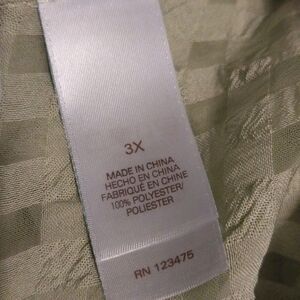 3X
MADE IN CHINA
HECHO EN CHINA
FABRIQUÉ EN CHINE
100% POLYESTER/
POLIESTER
RN 123475